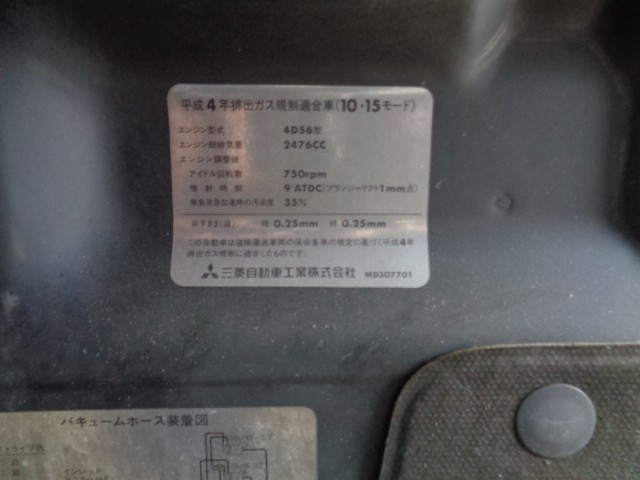 平成4年排出ガス規制適合車(10・15モード)
エンジン型式 4D56型
エンジン総排気量 2476CC
エンジン調整値
アイドル回転数 750rpm
噴射時期 9°ATDC(プランジャリフト1mm点)
無負荷急加速時の汚染度 35%
弁すきま(温) 吸 0.25mm 排 0.25mm
この自動車は道路運送車両の保安基準の規定に基づく平成4年
排出ガス規制に適合したものです。
三菱自動車工業株式会社 MD307701
バキュームホース装着図